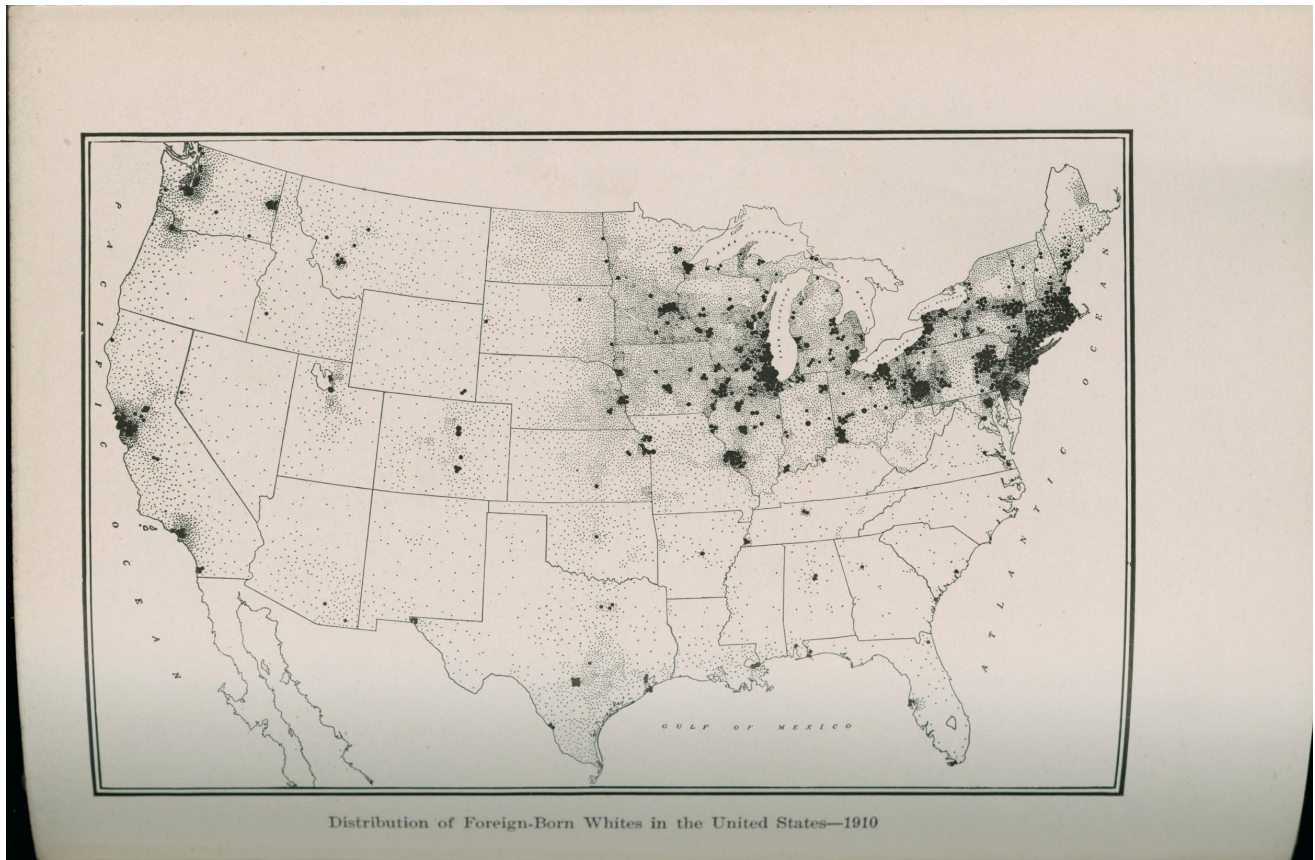 PACIFIC OCEAN
ATLANTIC OCEAN
GULF OF MEXICO
Distribution of Foreign-Born Whites in the United States—1910